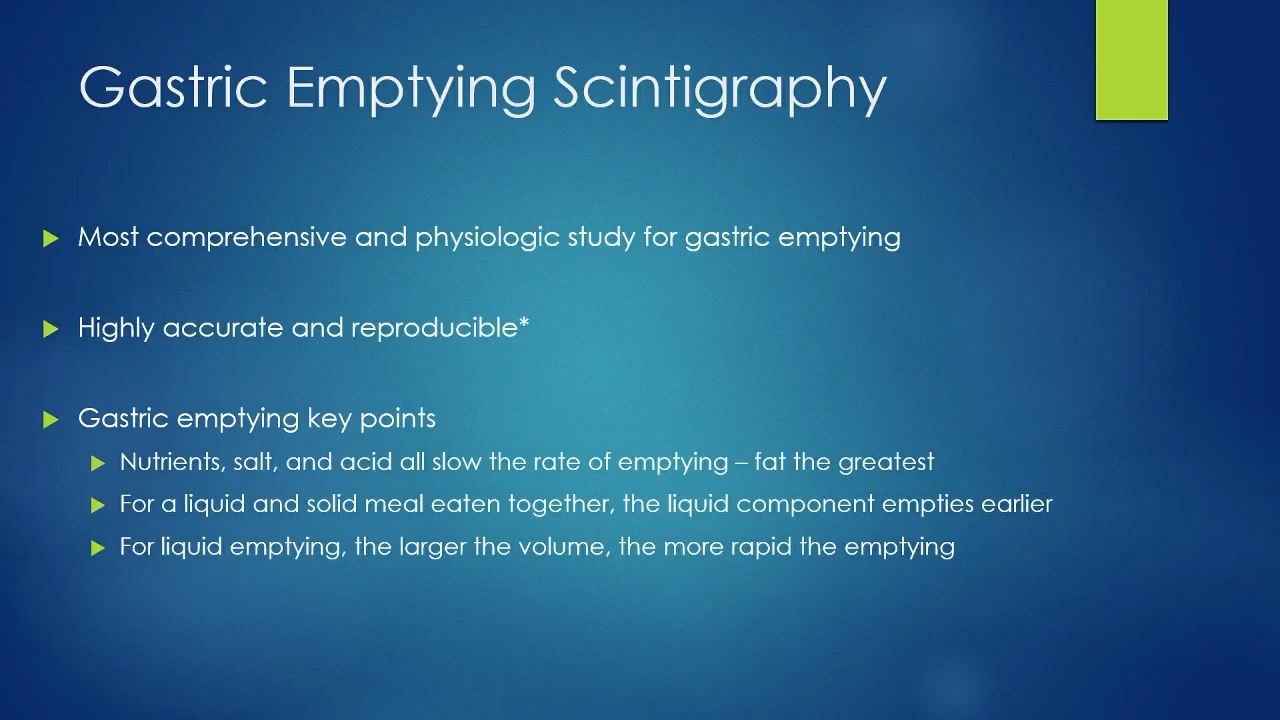 Gastric Emptying Scintigraphy
Most comprehensive and physiologic study for gastric emptying
Highly accurate and reproducible*
Gastric emptying key points
Nutrients, salt, and acid all slow the rate of emptying – fat the greatest
For a liquid and solid meal eaten together, the liquid component empties earlier
For liquid emptying, the larger the volume, the more rapid the emptying